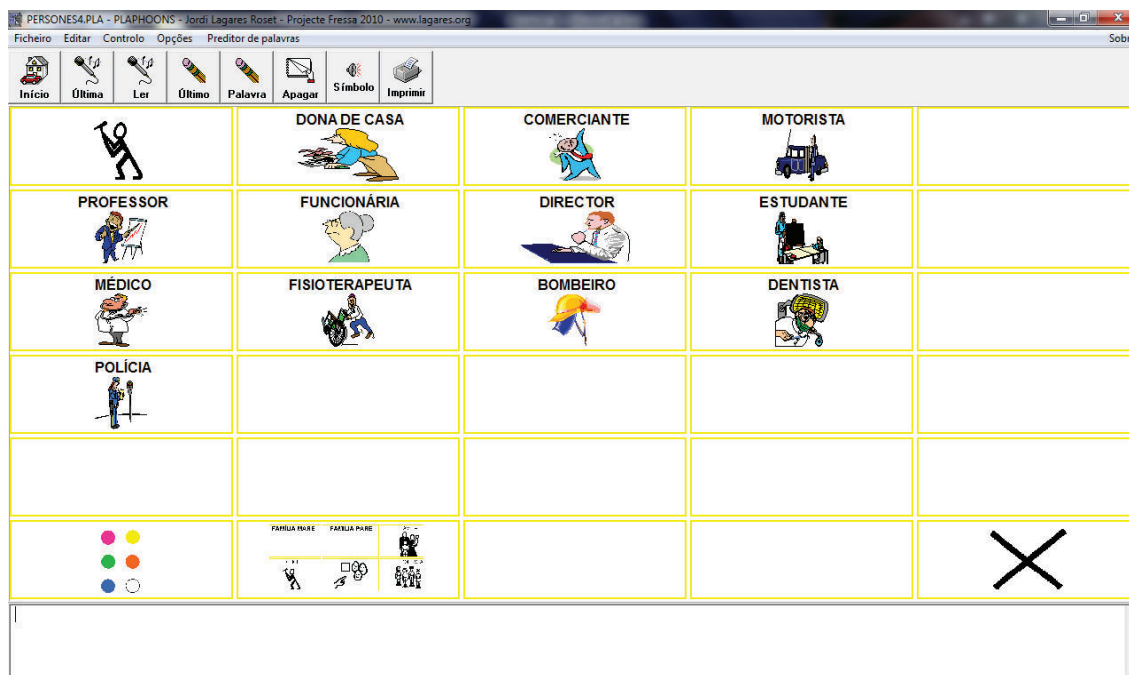 PERSONES4.PLA - PLAPHOONS - Jordi Lagares Roset - Projecte Fressa 2010 - www.lagares.org
Ficheiro Editar Controlo Opções Preditor de palavras Sobr
Início Última Ler Último Palavra Apagar Símbolo Imprimir
DONA DE CASA COMERCIANTE MOTORISTA
PROFESSOR FUNCIONÁRIA DIRECTOR ESTUDANTE
MÉDICO FISIOTERAPEUTA BOMBEIRO DENTISTA
POLÍCIA
FAMÍLIA MARE FAMÍLIA PARE